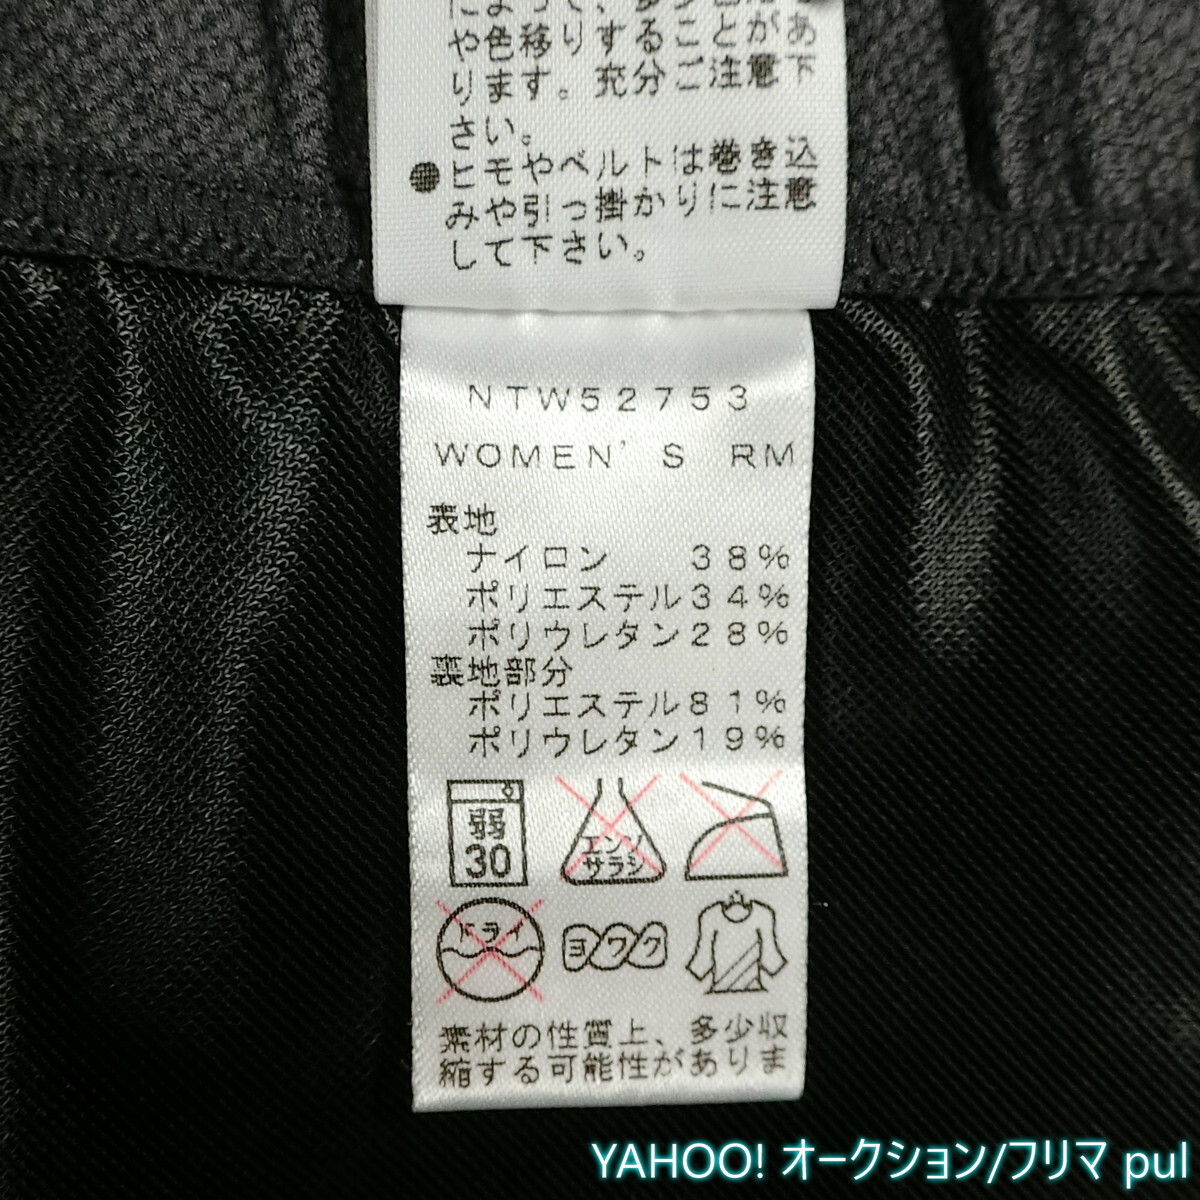 や色移りすることがあ
ります。充分ご注意下
さい。
●ヒモやベルトは巻き込
みや引っ掛かりに注意
して下さい。
NTW52753
WOMEN'S RM
表地
ナイロン 38%
ポリエステル34%
ポリウレタン28%
裏地部分
ポリエステル81%
ポリウレタン19%
弱
30
エンソ
サラシ
ドライ
ヨワク
素材の性質上、多少収
縮する可能性がありま
YAHOO! オークション/フリマ pul